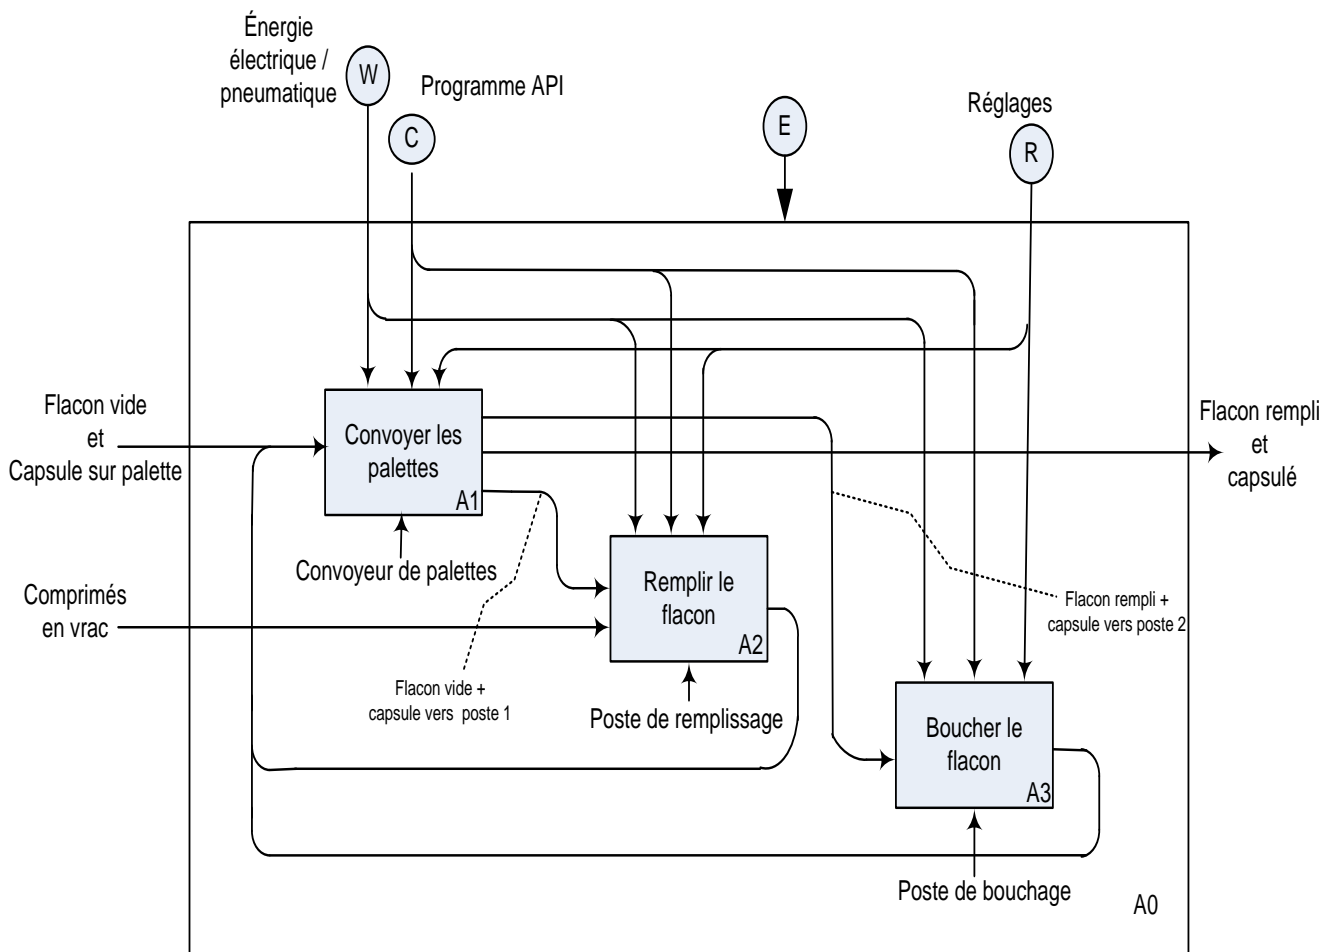 Énergie
électrique /
pneumatique
W
Programme API
C
E
Réglages
R
Flacon vide
et
Capsule sur palette
Convoyer les
palettes
A1
Flacon rempli
et
capsulé
Convoyeur de palettes
Comprimés
en vrac
Remplir le
flacon
A2
Flacon rempli +
capsule vers poste 2
Flacon vide +
capsule vers poste 1
Poste de remplissage
Boucher le
flacon
A3
Poste de bouchage
A0